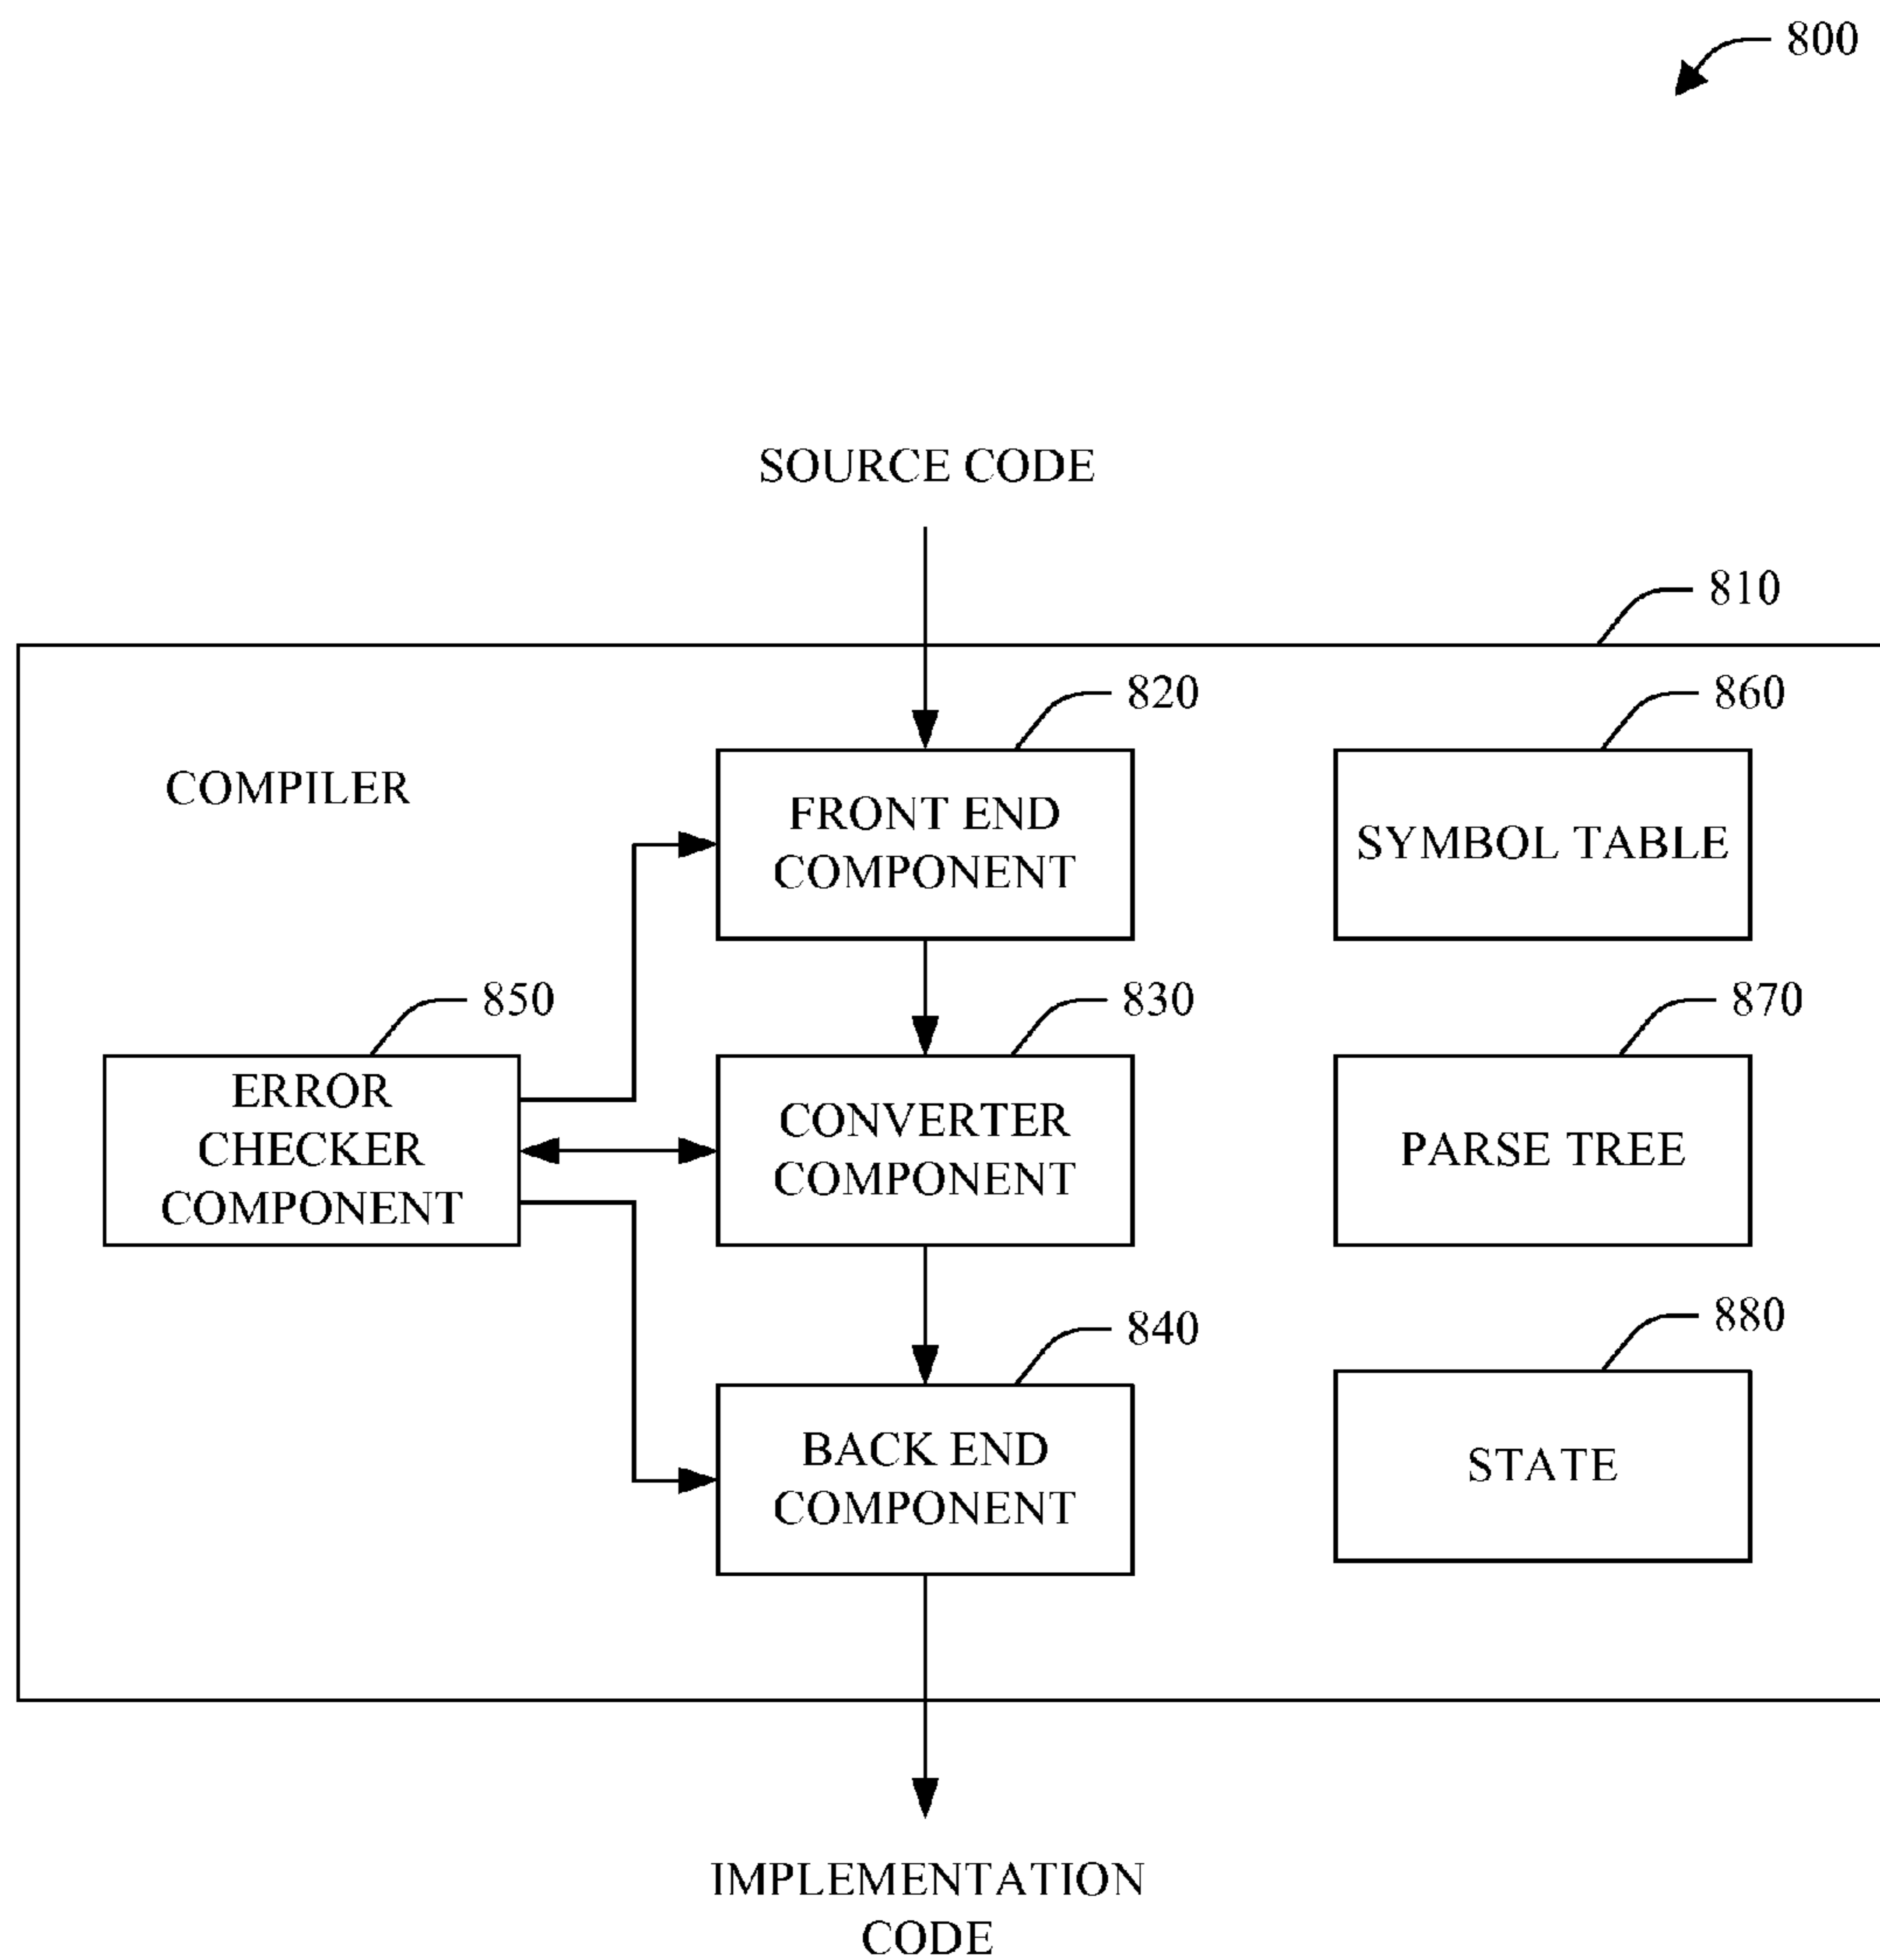 800
SOURCE CODE
810
820
860
COMPILER
FRONT END
COMPONENT
SYMBOL TABLE
850
830
870
ERROR
CHECKER
COMPONENT
CONVERTER
COMPONENT
PARSE TREE
840
880
BACK END
COMPONENT
STATE
IMPLEMENTATION
CODE